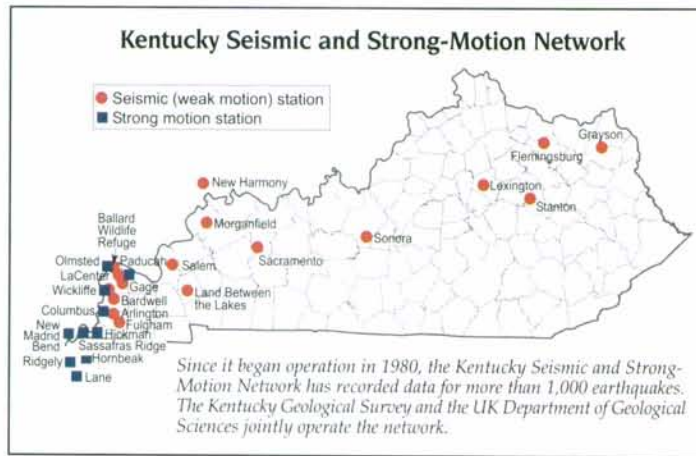 Kentucky Seismic and Strong-Motion Network
Seismic (weak motion) station
Strong motion station
Grayson
Flemingsburg
New Harmony
Lexington
Stanton
Morganfield
Ballard
Wildlife
Refuge
Sonora
Sacramento
Olmsted
Paducah
Salem
LaCenter
Gage
Wickliffe
Land Between
the Lakes
Bardwell
Columbus
Arlington
Fulgham
New
Madrid
Bend
Hickman
Sassafras Ridge
Hornbeak
Ridgely
Lane
Since it began operation in 1980, the Kentucky Seismic and Strong-
Motion Network has recorded data for more than 1,000 earthquakes.
The Kentucky Geological Survey and the UK Department of Geological
Sciences jointly operate the network.